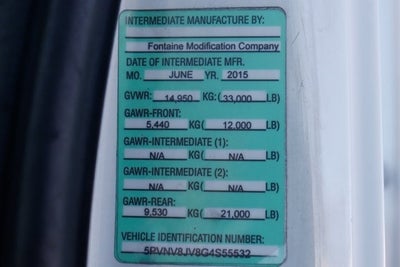 INTERMEDIATE MANUFACTURE BY:
Fontaine Modification Company
DATE OF INTERMEDIATE MFR.
MO. JUNE YR. 2015
GVWR: 14,950 KG: (33,000 LB)
GAWR-FRONT:
5,440 KG( 12,000 LB)
GAWR-INTERMEDIATE (1):
N/A KG( N/A LB)
GAWR-INTERMEDIATE (2):
N/A KG( N/A LB)
GAWR-REAR:
9,530 KG( 21,000 LB)
VEHICLE IDENTIFICATION NUMBER:
5PVNV8JV8G4S55532